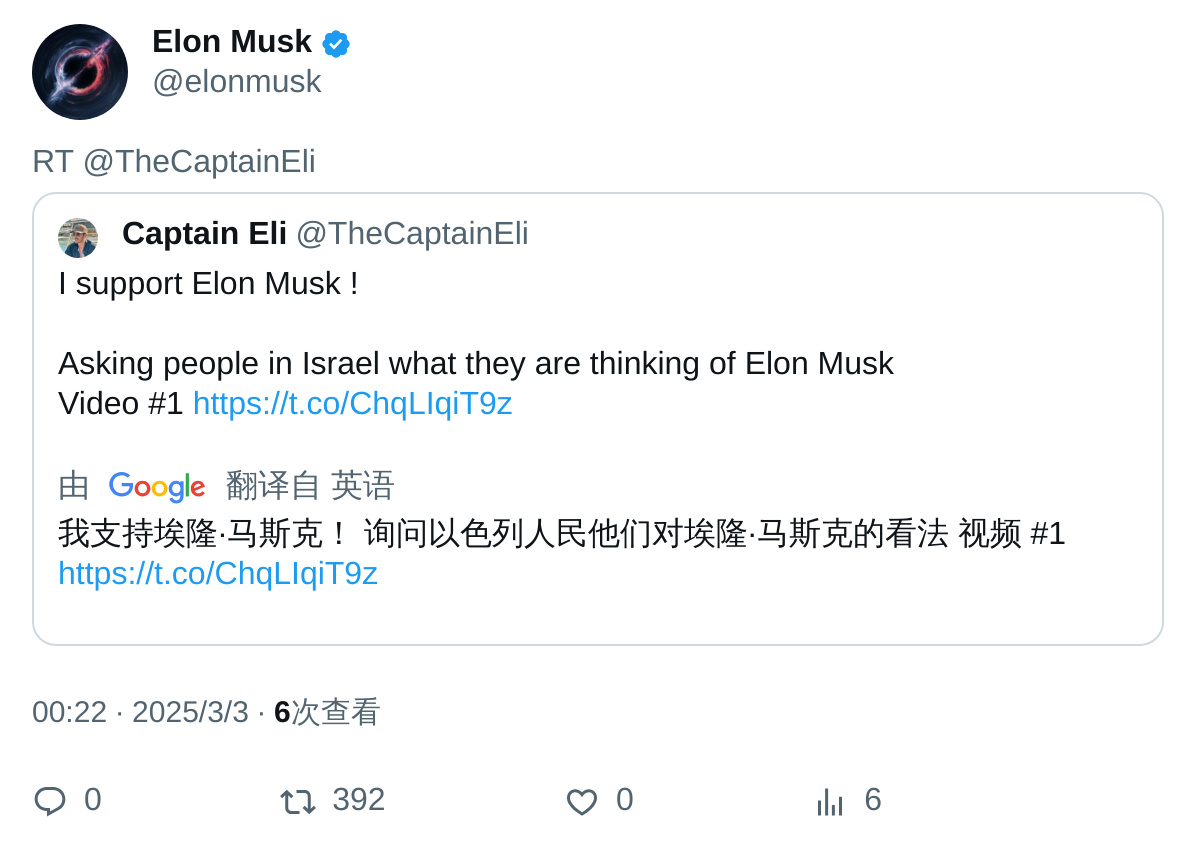 Elon Musk
@elonmusk
RT @TheCaptainEli
Captain Eli @TheCaptainEli
I support Elon Musk !
Asking people in Israel what they are thinking of Elon Musk
Video #1 https://t.co/ChqLIqiT9z
由 Google 翻译自 英语
我支持埃隆·马斯克！ 询问以色列人民他们对埃隆·马斯克的看法 视频 #1
https://t.co/ChqLIqiT9z
00:22 · 2025/3/3 · 6次查看
0 392 0 6